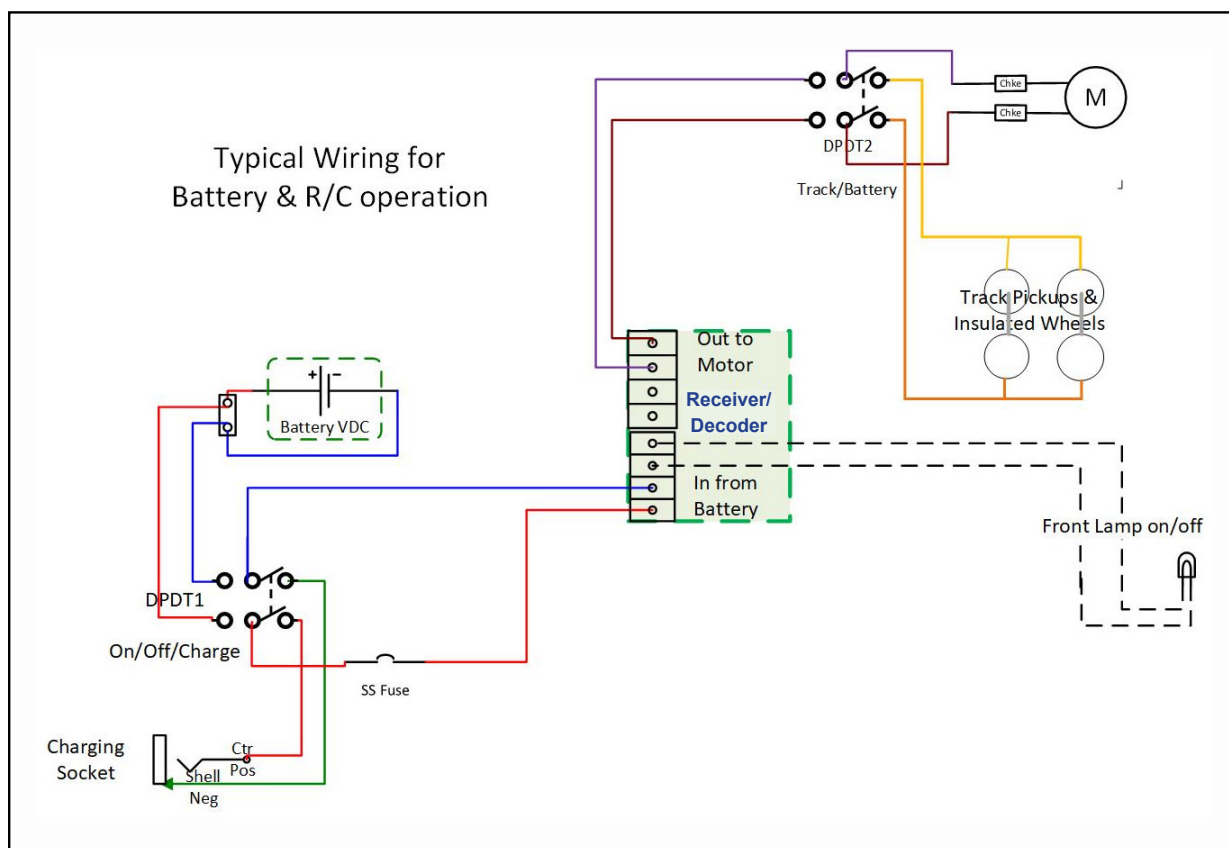 Typical Wiring for
Battery & R/C operation
Chke
Chke
M
DPDT2
Track/Battery
Track Pickups &
Insulated Wheels
Out to
Motor
Receiver/
Decoder
In from
Battery
+ −
Battery VDC
Front Lamp on/off
DPDT1
On/Off/Charge
SS Fuse
Charging
Socket
Ctr
Pos
Shell
Neg